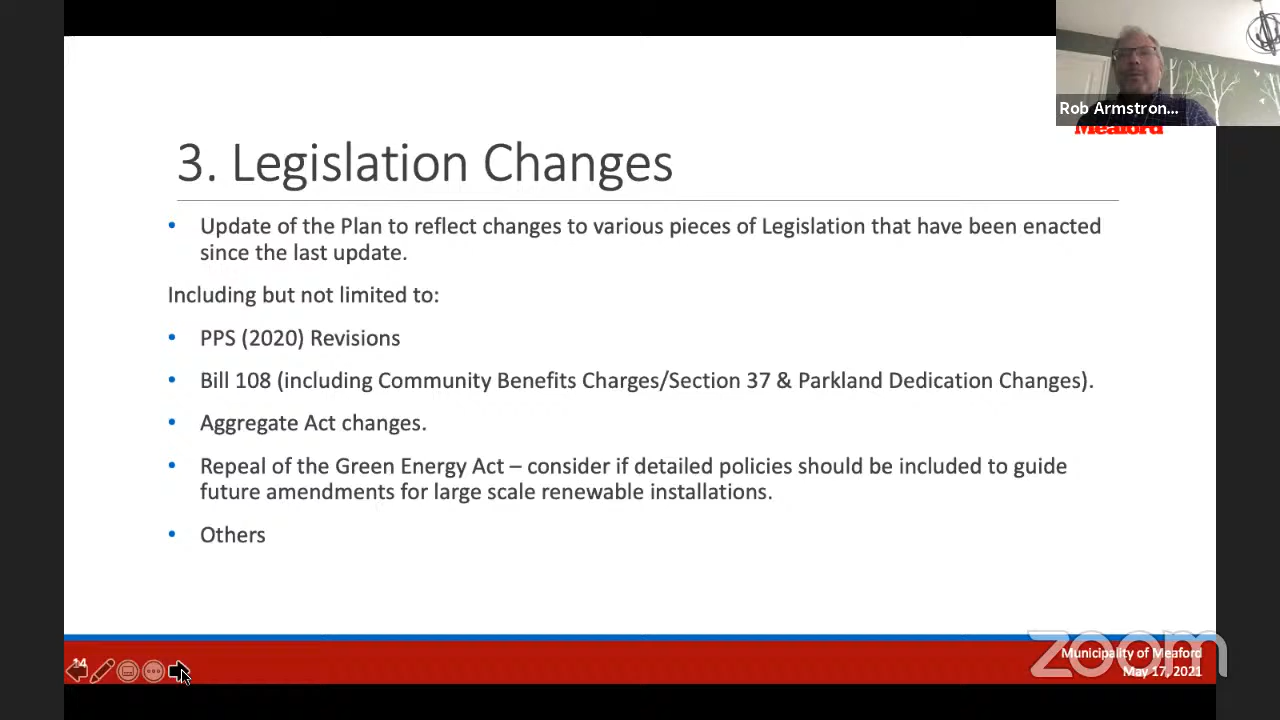 Rob Armstron...
Meaford
3. Legislation Changes
• Update of the Plan to reflect changes to various pieces of Legislation that have been enacted
since the last update.
Including but not limited to:
• PPS (2020) Revisions
• Bill 108 (including Community Benefits Charges/Section 37 & Parkland Dedication Changes).
• Aggregate Act changes.
• Repeal of the Green Energy Act – consider if detailed policies should be included to guide
future amendments for large scale renewable installations.
• Others
14
zoom
Municipality of Meaford
May 17, 2021